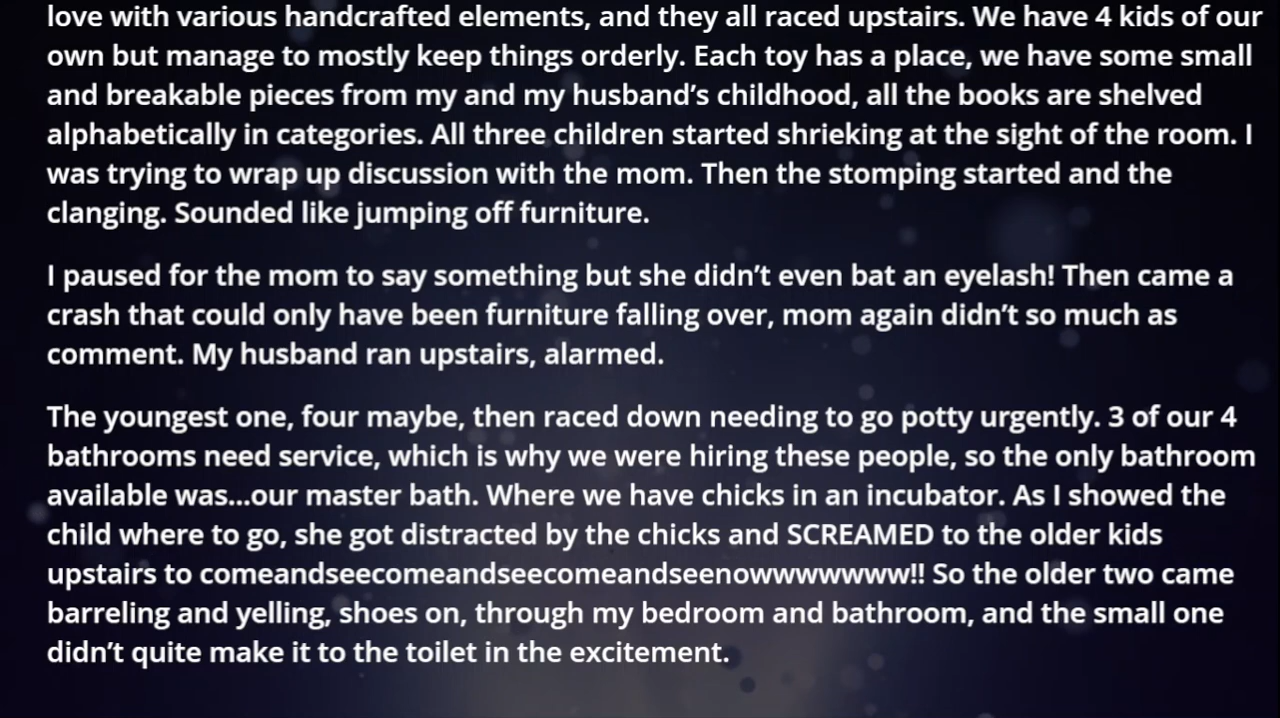 love with various handcrafted elements, and they all raced upstairs. We have 4 kids of our
own but manage to mostly keep things orderly. Each toy has a place, we have some small
and breakable pieces from my and my husband’s childhood, all the books are shelved
alphabetically in categories. All three children started shrieking at the sight of the room. I
was trying to wrap up discussion with the mom. Then the stomping started and the
clanging. Sounded like jumping off furniture.
I paused for the mom to say something but she didn’t even bat an eyelash! Then came a
crash that could only have been furniture falling over, mom again didn’t so much as
comment. My husband ran upstairs, alarmed.
The youngest one, four maybe, then raced down needing to go potty urgently. 3 of our 4
bathrooms need service, which is why we were hiring these people, so the only bathroom
available was...our master bath. Where we have chicks in an incubator. As I showed the
child where to go, she got distracted by the chicks and SCREAMED to the older kids
upstairs to comeandseecomeandseecomeandseenowwwwwww!! So the older two came
barreling and yelling, shoes on, through my bedroom and bathroom, and the small one
didn’t quite make it to the toilet in the excitement.